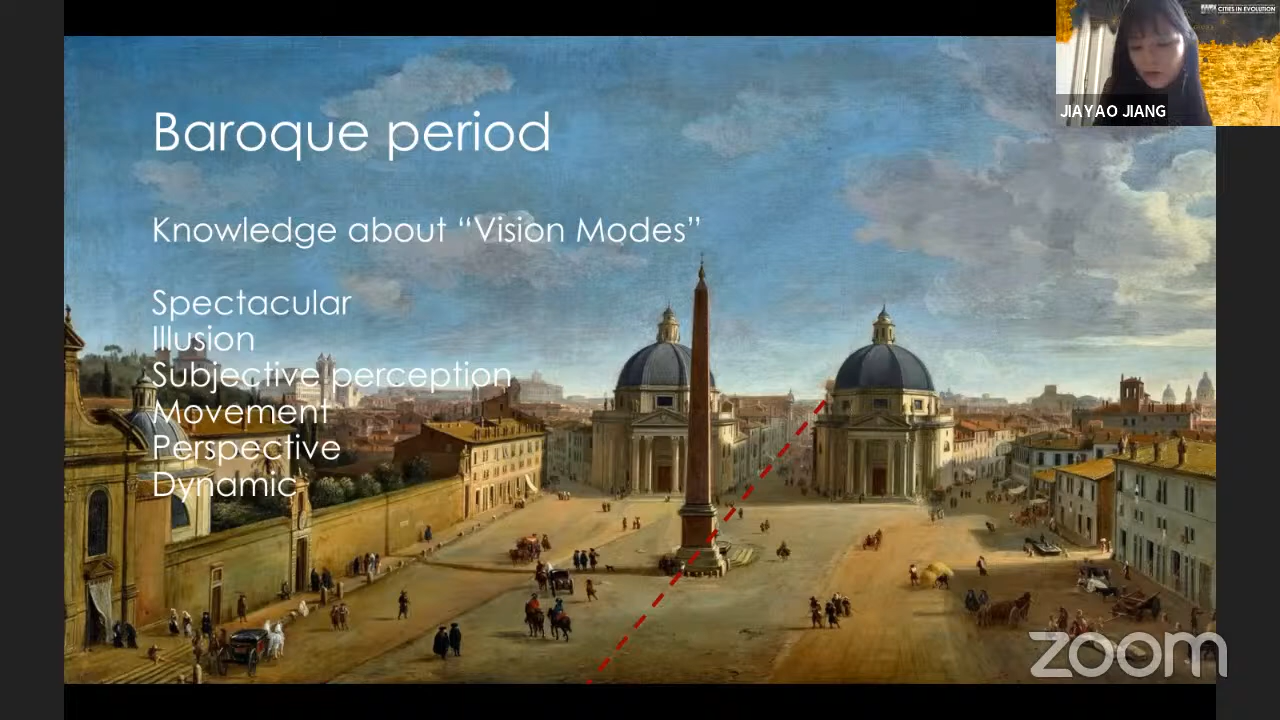 Baroque period
Knowledge about “Vision Modes”
Spectacular
Illusion
Subjective perception
Movement
Perspective
Dynamic
CITIES IN EVOLUTION
JIAYAO JIANG
zoom